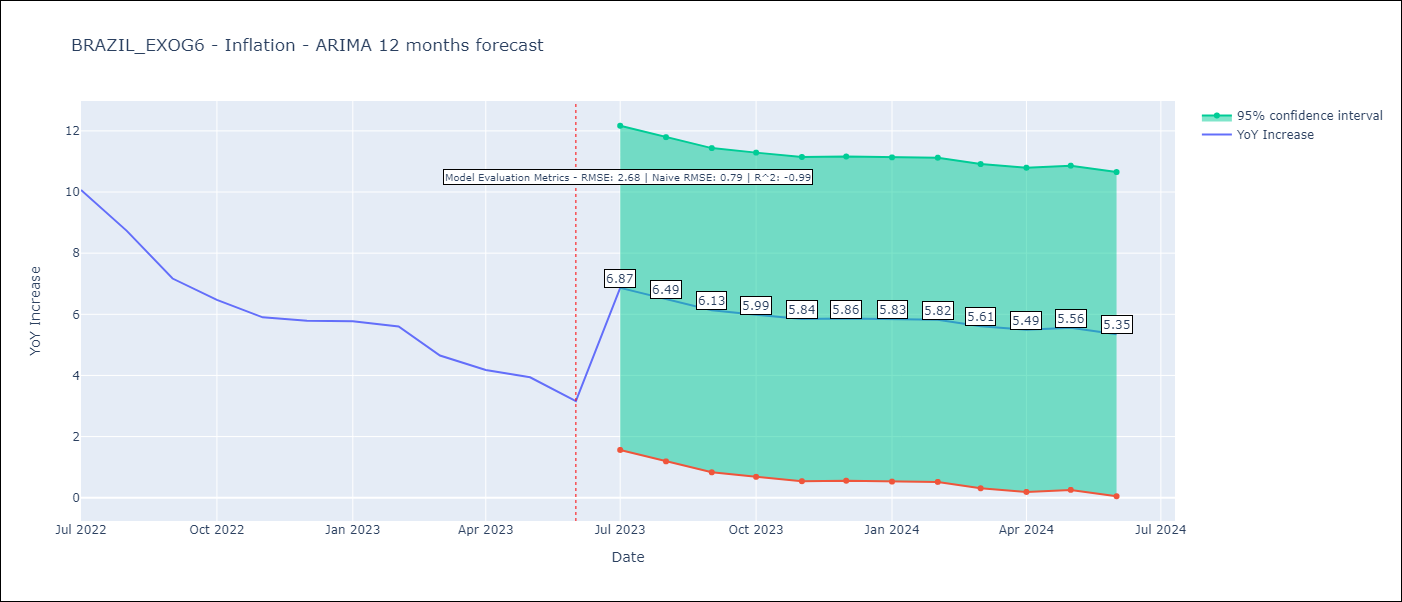 BRAZIL_EXOG6 - Inflation - ARIMA 12 months forecast
95% confidence interval
YoY Increase
Model Evaluation Metrics - RMSE: 2.68 | Naive RMSE: 0.79 | R^2: -0.99
12
10
8
6
4
2
0
YoY Increase
6.87
6.49
6.13
5.99
5.84
5.86
5.83
5.82
5.61
5.49
5.56
5.35
Jul 2022
Oct 2022
Jan 2023
Apr 2023
Jul 2023
Oct 2023
Jan 2024
Apr 2024
Jul 2024
Date